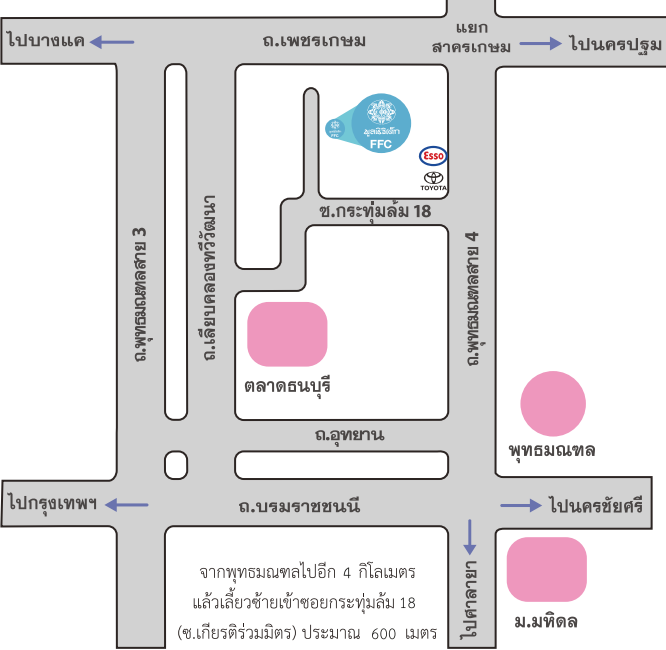 ไปบางแค
ถ.เพชรเกษม
แยก
สาครเกษม
ไปนครปฐม
มูลนิธิเด็ก
FFC
FFC
Esso
TOYOTA
ซ.กระทุ่มล้ม 18
ถ.พุทธมณฑลสาย 3
ถ.เลียบคลองทวีวัฒนา
ถ.พุทธมณฑลสาย 4
ตลาดธนบุรี
ถ.อุทยาน
พุทธมณฑล
ไปกรุงเทพฯ
ถ.บรมราชชนนี
ไปนครชัยศรี
ไปศาลายา
ม.มหิดล
จากพุทธมณฑลไปอีก 4 กิโลเมตร
แล้วเลี้ยวซ้ายเข้าซอยกระทุ่มล้ม 18
(ซ.เกียรติร่วมมิตร) ประมาณ 600 เมตร